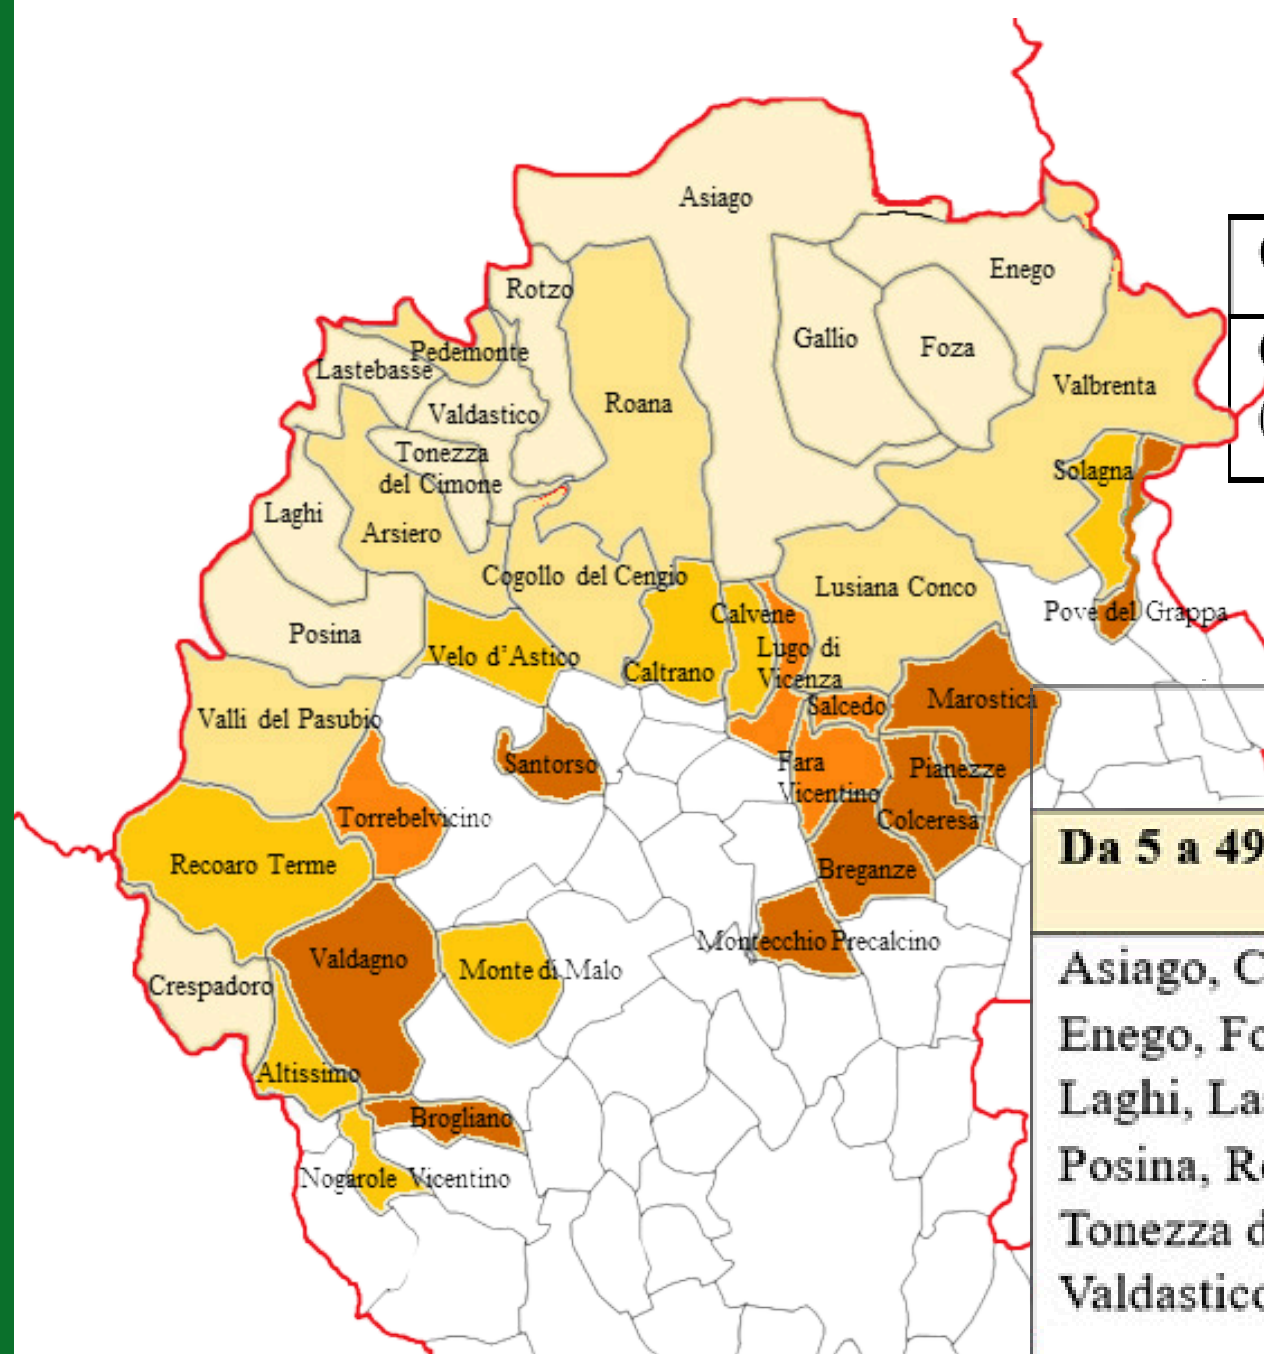 Asiago
Enego
Rotzo
Gallio
Foza
Pedemonte
Lastebasse
Valbrenta
Roana
Valdastico
Tonezza
del Cimone
Solagna
Laghi
Arsiero
Cogollo del Cengio
Lusiana Conco
Calvene
Pove del Grappa
Posina
Lugo di
Vicenza
Velo d'Astico
Caltrano
Marostica
Salcedo
Valli del Pasubio
Santorso
Fara
Vicentino
Pianezze
Torrebelvicino
Colceresa
Recoaro Terme
Breganze
Montecchio Precalcino
Valdagno
Monte di Malo
Crespadoro
Altissimo
Brogliano
Nogarole Vicentino
Da 5 a 49
Asiago, C
Enego, Fo
Laghi, La
Posina, Ro
Tonezza d
Valdastico